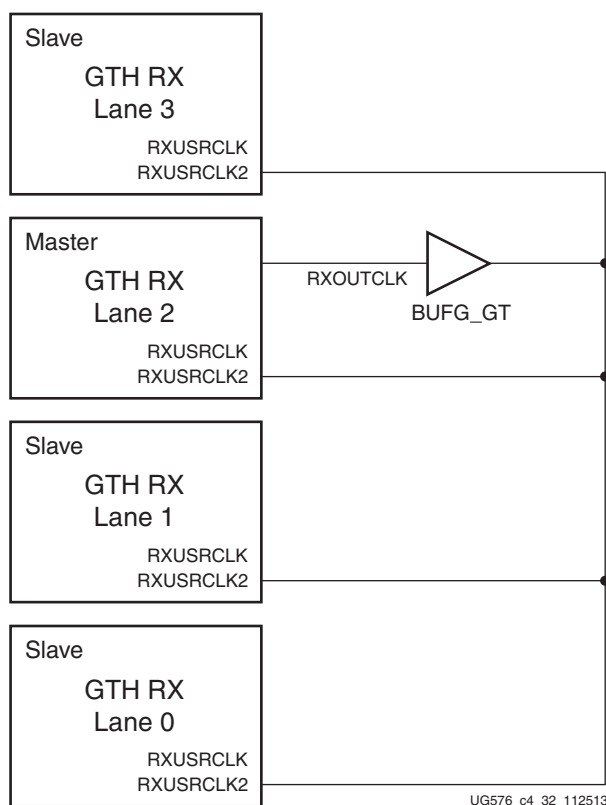 Slave
GTH RX
Lane 3
RXUSRCLK
RXUSRCLK2
Master
GTH RX
Lane 2
RXOUTCLK
BUFG_GT
RXUSRCLK
RXUSRCLK2
Slave
GTH RX
Lane 1
RXUSRCLK
RXUSRCLK2
Slave
GTH RX
Lane 0
RXUSRCLK
RXUSRCLK2
UG576_c4_32_112513